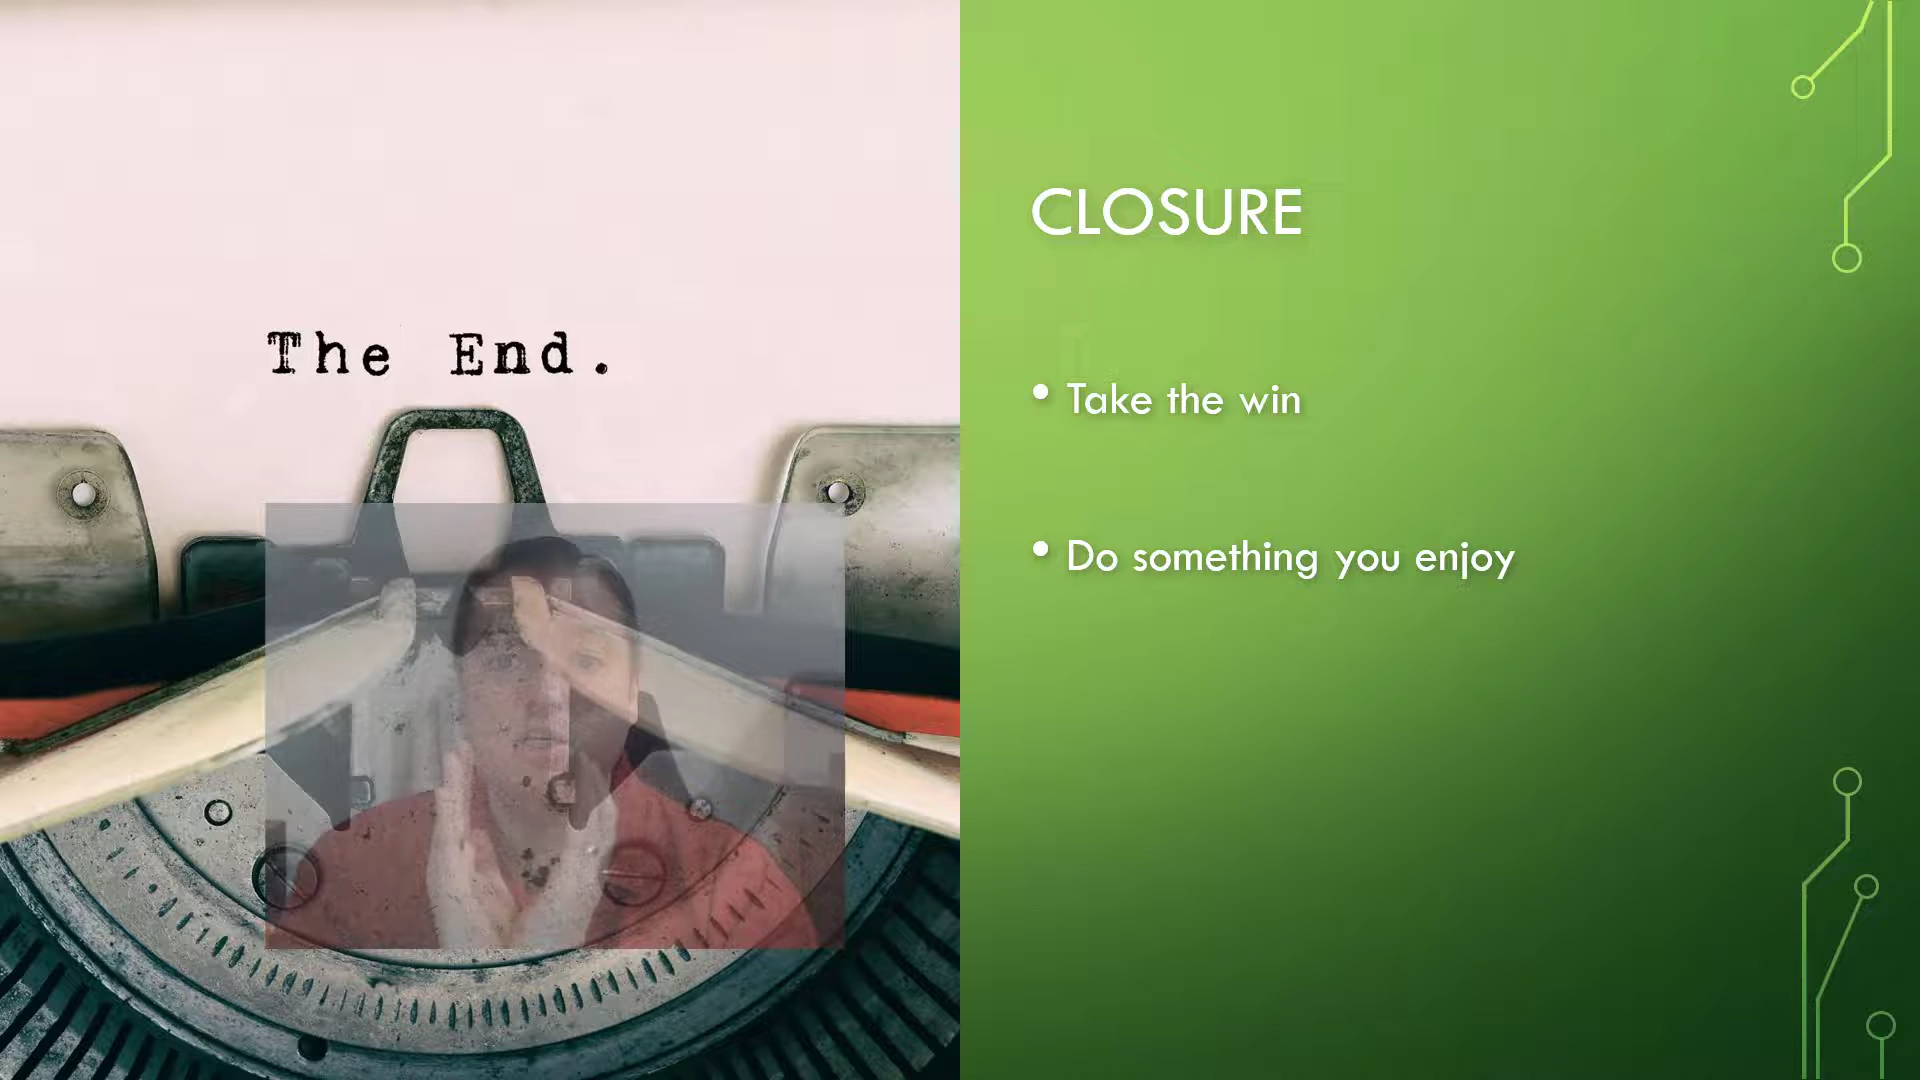 The End.
CLOSURE
• Take the win
• Do something you enjoy